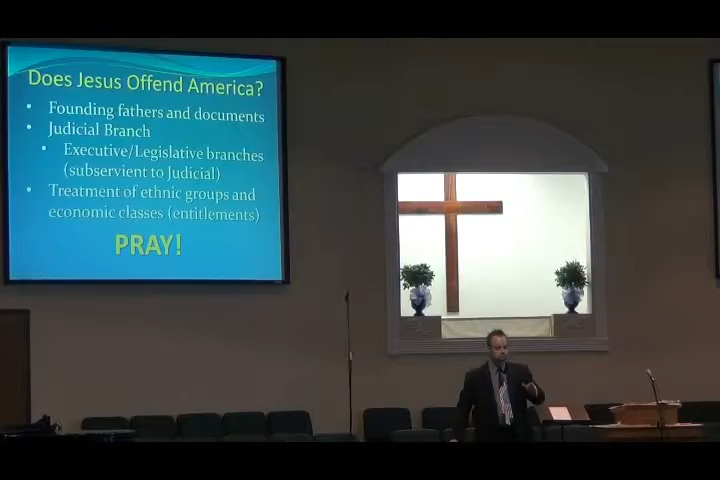 Does Jesus Offend America?
• Founding fathers and documents
• Judicial Branch
• Executive/Legislative branches
(subservient to Judicial)
• Treatment of ethnic groups and
economic classes (entitlements)
PRAY!